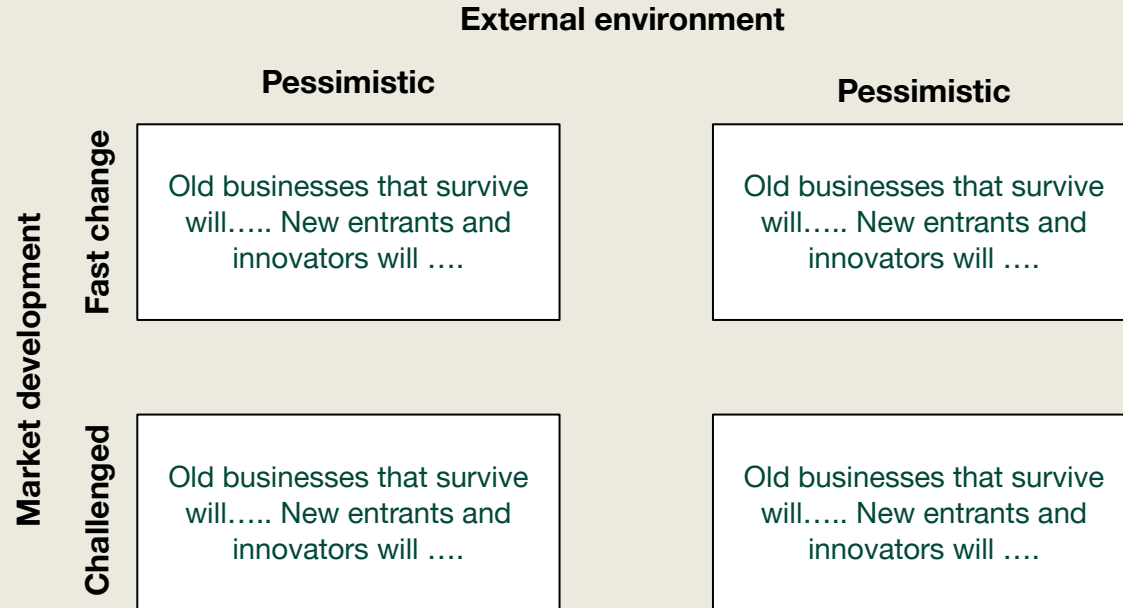 External environment
Pessimistic
Pessimistic
Market development
Fast change
Old businesses that survive
will….. New entrants and
innovators will ….
Old businesses that survive
will….. New entrants and
innovators will ….
Challenged
Old businesses that survive
will….. New entrants and
innovators will ….
Old businesses that survive
will….. New entrants and
innovators will ….